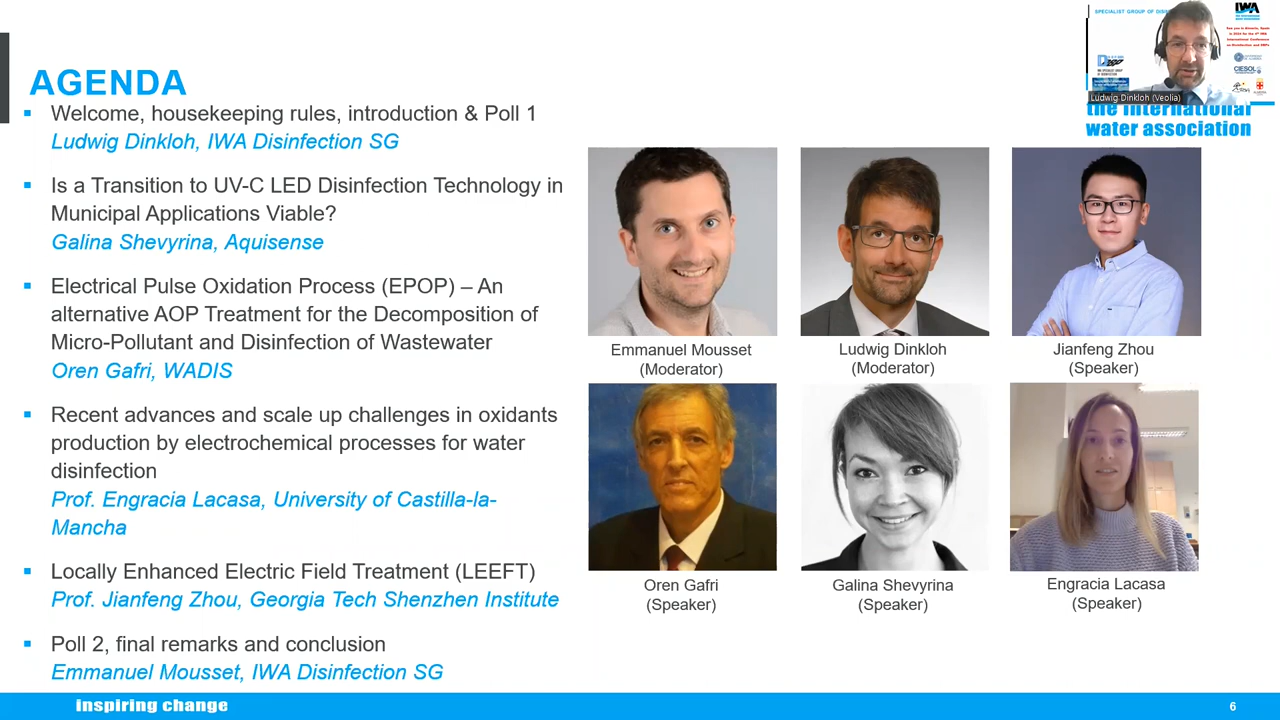 AGENDA
Welcome, housekeeping rules, introduction & Poll 1
Ludwig Dinkloh, IWA Disinfection SG
Is a Transition to UV-C LED Disinfection Technology in
Municipal Applications Viable?
Galina Shevyrina, Aquisense
Electrical Pulse Oxidation Process (EPOP) – An
alternative AOP Treatment for the Decomposition of
Micro-Pollutant and Disinfection of Wastewater
Oren Gafri, WADIS
Recent advances and scale up challenges in oxidants
production by electrochemical processes for water
disinfection
Prof. Engracia Lacasa, University of Castilla-la-
Mancha
Locally Enhanced Electric Field Treatment (LEEFT)
Prof. Jianfeng Zhou, Georgia Tech Shenzhen Institute
Poll 2, final remarks and conclusion
Emmanuel Mousset, IWA Disinfection SG
SPECIALIST GROUP OF
IWA
CIESOL
Ludwig Dinkloh (Veolia)
the international
water association
Emmanuel Mousset
(Moderator)
Ludwig Dinkloh
(Moderator)
Jianfeng Zhou
(Speaker)
Oren Gafri
(Speaker)
Galina Shevyrina
(Speaker)
Engracia Lacasa
(Speaker)
inspiring change
6